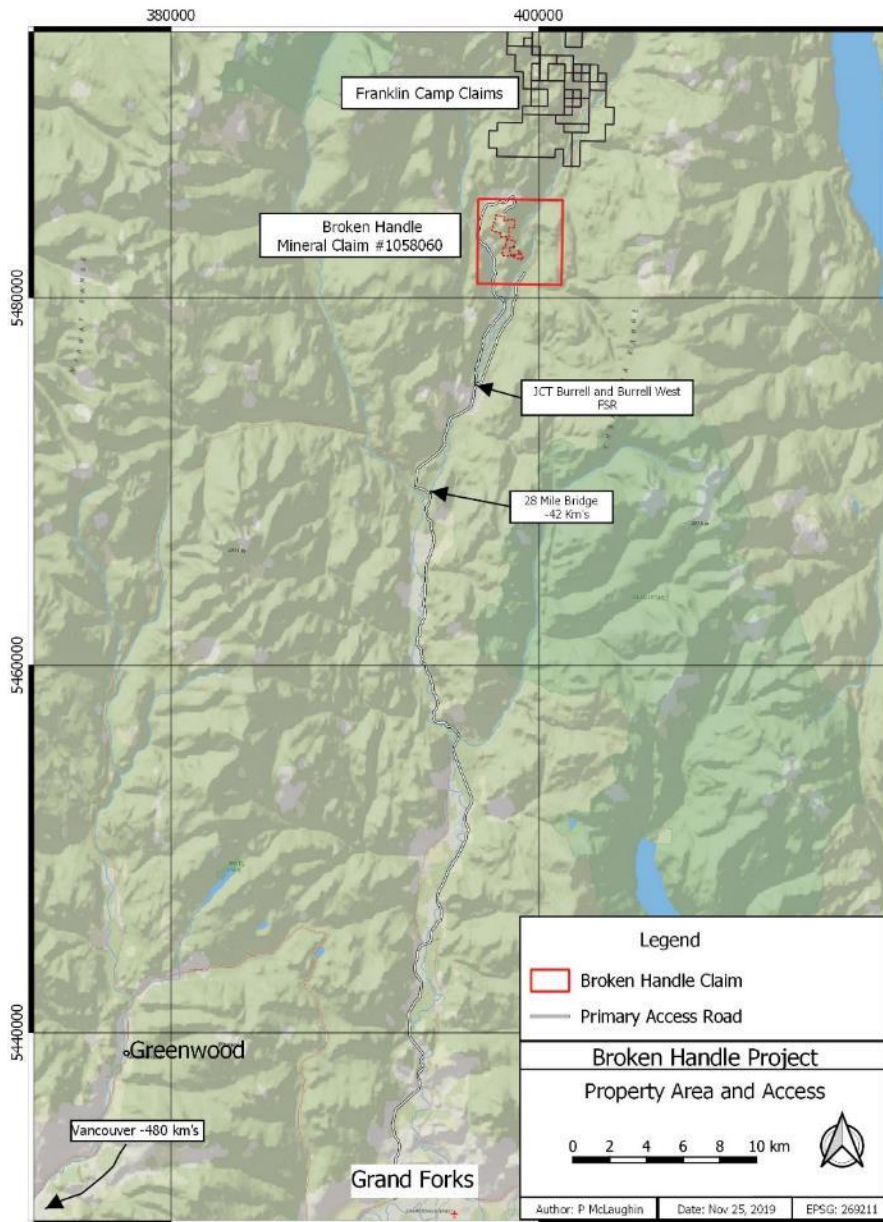 380000
400000
Franklin Camp Claims
Broken Handle
Mineral Claim #1058060
5480000
JCT Burrell and Burrell West
FSR
28 Mile Bridge
-42 Km's
5460000
Legend
Broken Handle Claim
Primary Access Road
5440000
Greenwood
Broken Handle Project
Property Area and Access
Vancouver -480 km's
0 2 4 6 8 10 km
Grand Forks
Author: P McLaughin
Date: Nov 25, 2019
EPSG: 269211